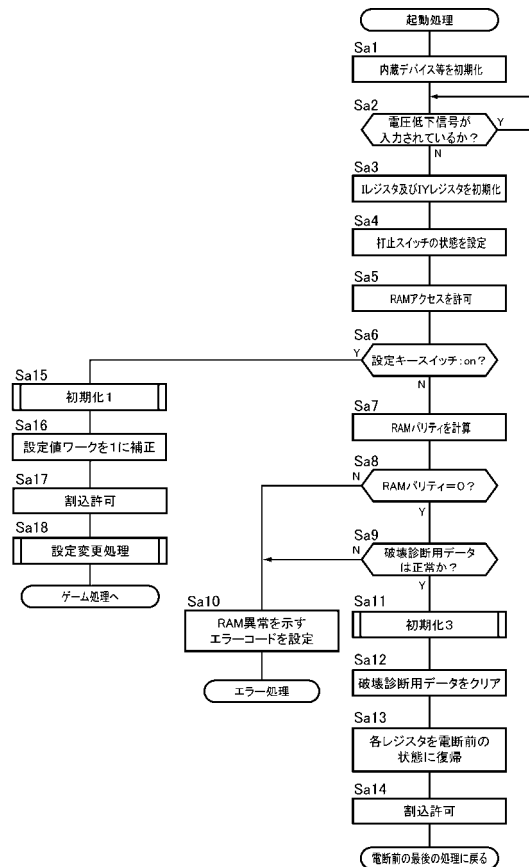 起動処理
Sa1
内蔵デバイス等を初期化
Sa2
電圧低下信号が
入力されているか？
Y
N
Sa3
Iレジスタ及びIYレジスタを初期化
Sa4
打止スイッチの状態を設定
Sa5
RAMアクセスを許可
Sa6
設定キースイッチ：on？
Y
N
Sa15
初期化１
Sa16
設定値ワークを１に補正
Sa17
割込許可
Sa18
設定変更処理
ゲーム処理へ
Sa7
RAMパリティを計算
Sa8
RAMパリティ＝０？
N
Y
Sa9
破壊診断用データ
は正常か？
N
Y
Sa10
RAM異常を示す
エラーコードを設定
エラー処理
Sa11
初期化３
Sa12
破壊診断用データをクリア
Sa13
各レジスタを電断前の
状態に復帰
Sa14
割込許可
電断前の最後の処理に戻る